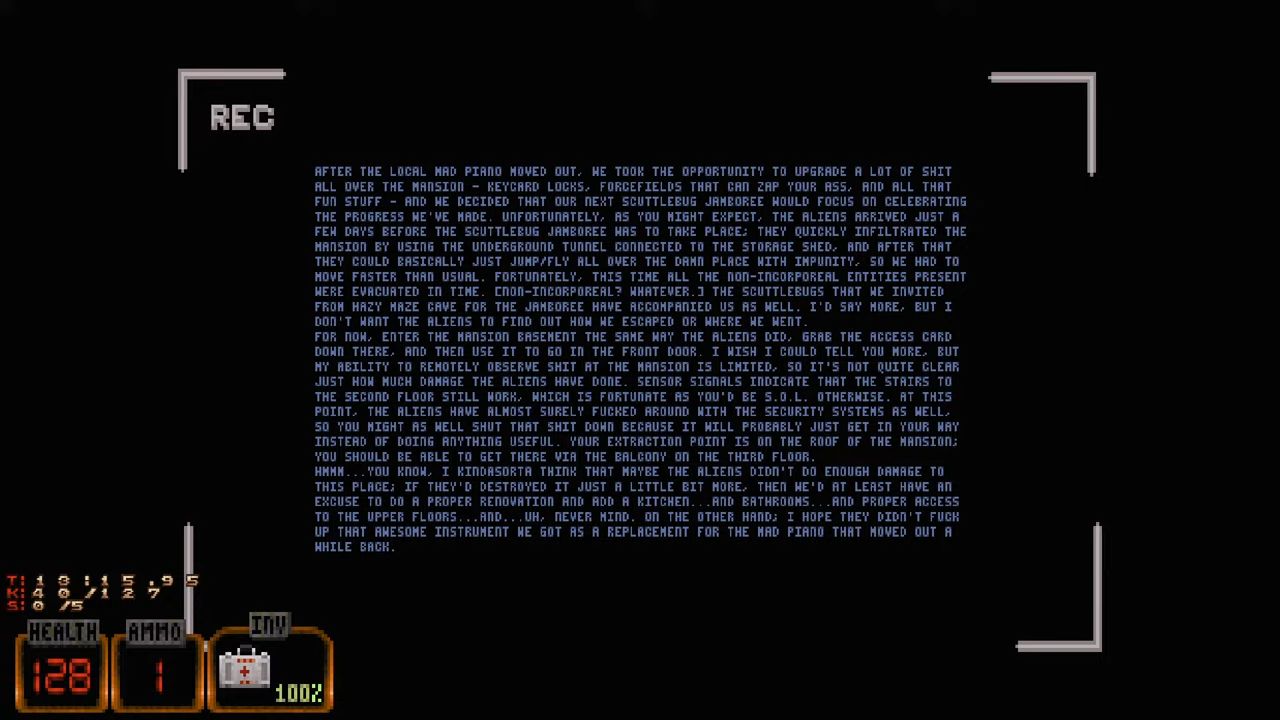 REC
AFTER THE LOCAL MAD PIANO MOVED OUT, WE TOOK THE OPPORTUNITY TO UPGRADE A LOT OF SHIT
ALL OVER THE MANSION - KEYCARD LOCKS, FORCEFIELDS THAT CAN ZAP YOUR ASS, AND ALL THAT
FUN STUFF - AND WE DECIDED THAT OUR NEXT SCUTTLEBUG JAMBOREE WOULD FOCUS ON CELEBRATING
THE PROGRESS WE'VE MADE. UNFORTUNATELY, AS YOU MIGHT EXPECT, THE ALIENS ARRIVED JUST A
FEW DAYS BEFORE THE SCUTTLEBUG JAMBOREE WAS TO TAKE PLACE; THEY QUICKLY INFILTRATED THE
MANSION BY USING THE UNDERGROUND TUNNEL CONNECTED TO THE STORAGE SHED, AND AFTER THAT
THEY COULD BASICALLY JUST JUMP/FLY ALL OVER THE DAMN PLACE WITH IMPUNITY, SO WE HAD TO
MOVE FASTER THAN USUAL. FORTUNATELY, THIS TIME ALL THE NON-INCORPOREAL ENTITIES PRESENT
WERE EVACUATED IN TIME. [NON-INCORPOREAL? WHATEVER.] THE SCUTTLEBUGS THAT WE INVITED
FROM HAZY MAZE CAVE FOR THE JAMBOREE HAVE ACCOMPANIED US AS WELL. I'D SAY MORE, BUT I
DON'T WANT THE ALIENS TO FIND OUT HOW WE ESCAPED OR WHERE WE WENT.
FOR NOW, ENTER THE MANSION BASEMENT THE SAME WAY THE ALIENS DID, GRAB THE ACCESS CARD
DOWN THERE, AND THEN USE IT TO GO IN THE FRONT DOOR. I WISH I COULD TELL YOU MORE, BUT
MY ABILITY TO REMOTELY OBSERVE SHIT AT THE MANSION IS LIMITED, SO IT'S NOT QUITE CLEAR
JUST HOW MUCH DAMAGE THE ALIENS HAVE DONE. SENSOR SIGNALS INDICATE THAT THE STAIRS TO
THE SECOND FLOOR STILL WORK, WHICH IS FORTUNATE AS YOU'D BE S.O.L. OTHERWISE. AT THIS
POINT, THE ALIENS HAVE ALMOST SURELY FUCKED AROUND WITH THE SECURITY SYSTEMS AS WELL,
SO YOU MIGHT AS WELL SHUT THAT SHIT DOWN BECAUSE IT WILL PROBABLY JUST GET IN YOUR WAY
INSTEAD OF DOING ANYTHING USEFUL. YOUR EXTRACTION POINT IS ON THE ROOF OF THE MANSION;
YOU SHOULD BE ABLE TO GET THERE VIA THE BALCONY ON THE THIRD FLOOR.
HMMM...YOU KNOW, I KINDASORTA THINK THAT MAYBE THE ALIENS DIDN'T DO ENOUGH DAMAGE TO
THIS PLACE; IF THEY'D DESTROYED IT JUST A LITTLE BIT MORE, THEN WE'D AT LEAST HAVE AN
EXCUSE TO DO A PROPER RENOVATION AND ADD A KITCHEN...AND BATHROOMS...AND PROPER ACCESS
TO THE UPPER FLOORS...AND...UH, NEVER MIND. ON THE OTHER HAND; I HOPE THEY DIDN'T FUCK
UP THAT AWESOME INSTRUMENT WE GOT AS A REPLACEMENT FOR THE MAD PIANO THAT MOVED OUT A
WHILE BACK.
T:13:15.95
K:40/127
S:0/5
HEALTH AMMO INV
128 1 100%